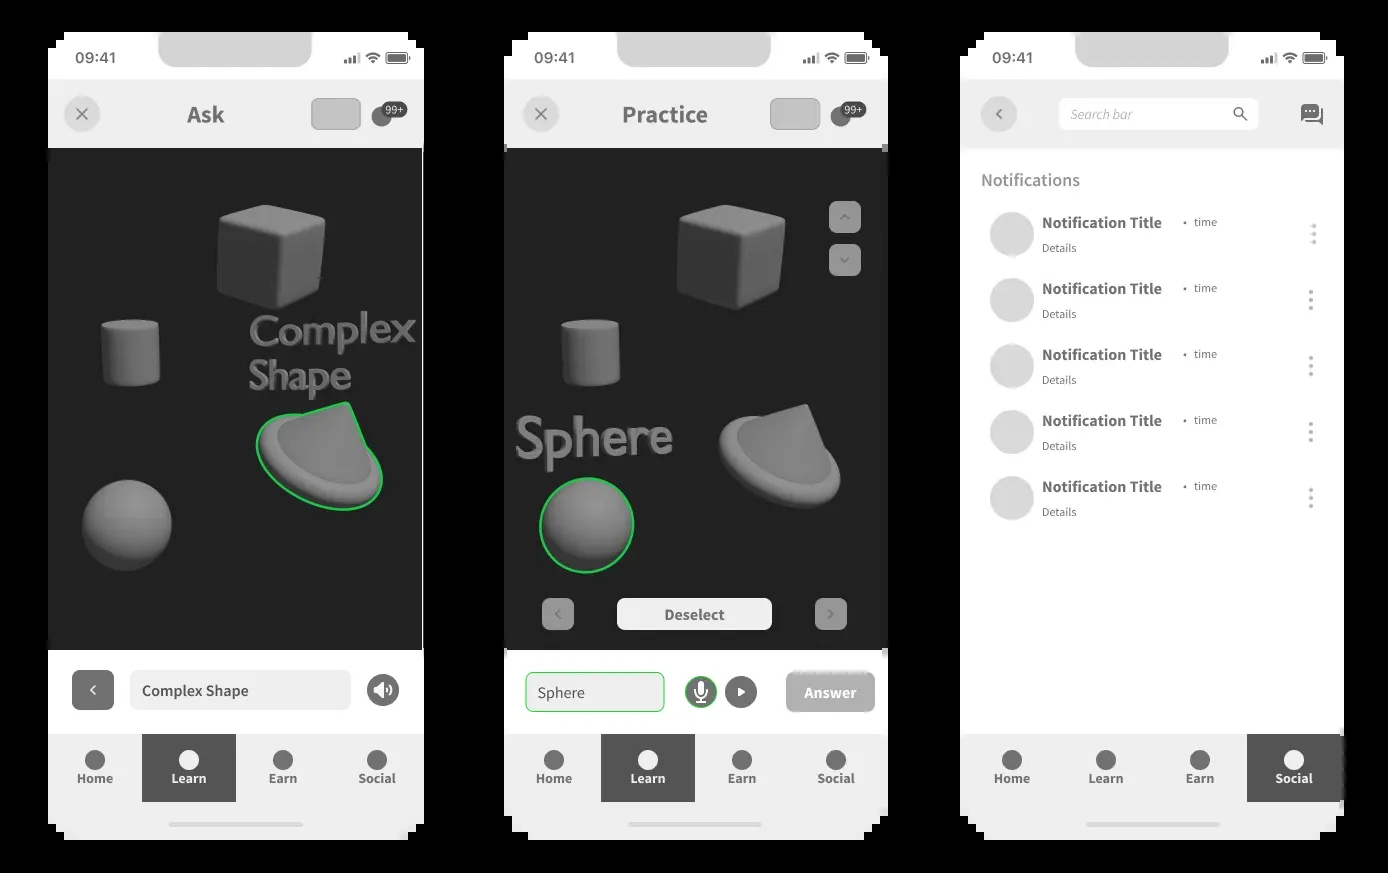 09:41
Ask
99+
Complex
Shape
Complex Shape
Home
Learn
Earn
Social
09:41
Practice
99+
Sphere
Deselect
Sphere
Answer
Home
Learn
Earn
Social
09:41
Search bar
Notifications
Notification Title • time
Details
Notification Title • time
Details
Notification Title • time
Details
Notification Title • time
Details
Notification Title • time
Details
Home
Learn
Earn
Social